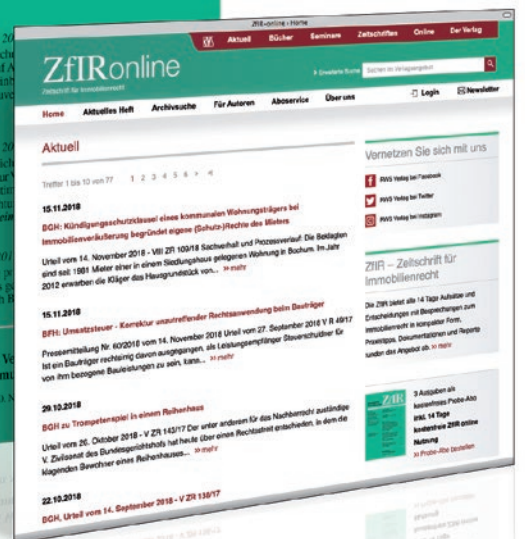 ZfIR-online : Home
Aktuell Bücher Seminare Zeitschriften Online Der Verlag
ZfIRonline
Zeitschrift für Immobilienrecht
Erweiterte Suche Suchen im Verlagsangebot
Home Aktuelles Heft Archivsuche Für Autoren Aboservice Über uns Login Newsletter
Aktuell
Treffer 1 bis 10 von 77 1 2 3 4 5 6
15.11.2018
BGH: Kündigungsschutzklausel eines kommunalen Wohnungsträgers bei
Immobilienveräußerung begründet eigene (Schutz-)Rechte des Mieters
Urteil vom 14. November 2018 - VIII ZR 109/18 Sachverhalt und Prozessverlauf: Die Beklagten
sind seit 1981 Mieter einer in einem Siedlungshaus gelegenen Wohnung in Bochum. Im Jahr
2012 erwarben die Kläger das Hausgrundstück von... » mehr
15.11.2018
BFH: Umsatzsteuer - Korrektur unzutreffender Rechtsanwendung beim Bauträger
Pressemitteilung Nr. 60/2018 vom 14. November 2018 Urteil vom 27. September 2018 V R 49/17
Ist ein Bauträger rechtsirrig davon ausgegangen, als Leistungsempfänger Steuerschuldner für
von ihm bezogene Bauleistungen zu sein, kann... » mehr
29.10.2018
BGH zu Trompetenspiel in einem Reihenhaus
Urteil vom 26. Oktober 2018 - V ZR 143/17 Der unter anderem für das Nachbarrecht zuständige
V. Zivilsenat des Bundesgerichtshofs hat heute über einen Rechtsstreit entschieden, in dem die
klagenden Bewohner eines Reihenhauses... » mehr
22.10.2018
BGH, Urteil vom 14. September 2018 - V ZR 138/17
Vernetzen Sie sich mit uns
RWS Verlag bei Facebook
RWS Verlag bei Twitter
RWS Verlag bei Instagram
ZfIR – Zeitschrift für
Immobilienrecht
Die ZfIR bietet alle 14 Tage Aufsätze und
Entscheidungen mit Besprechungen zum
Immobilienrecht in kompakter Form.
Praxistipps, Dokumentationen und Reports
runden das Angebot ab. » mehr
ZfIR
3 Ausgaben als
kostenfreies Probe-Abo
inkl. 14 Tage
kostenfreie ZfIR online
Nutzung
» Probe-Abo bestellen